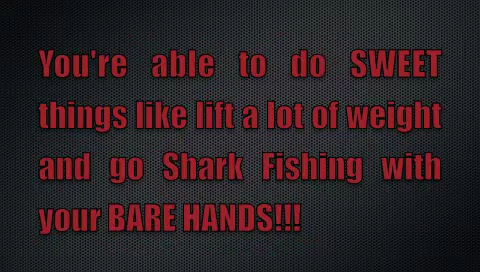 You're able to do SWEET
things like lift a lot of weight
and go Shark Fishing with
your BARE HANDS!!!